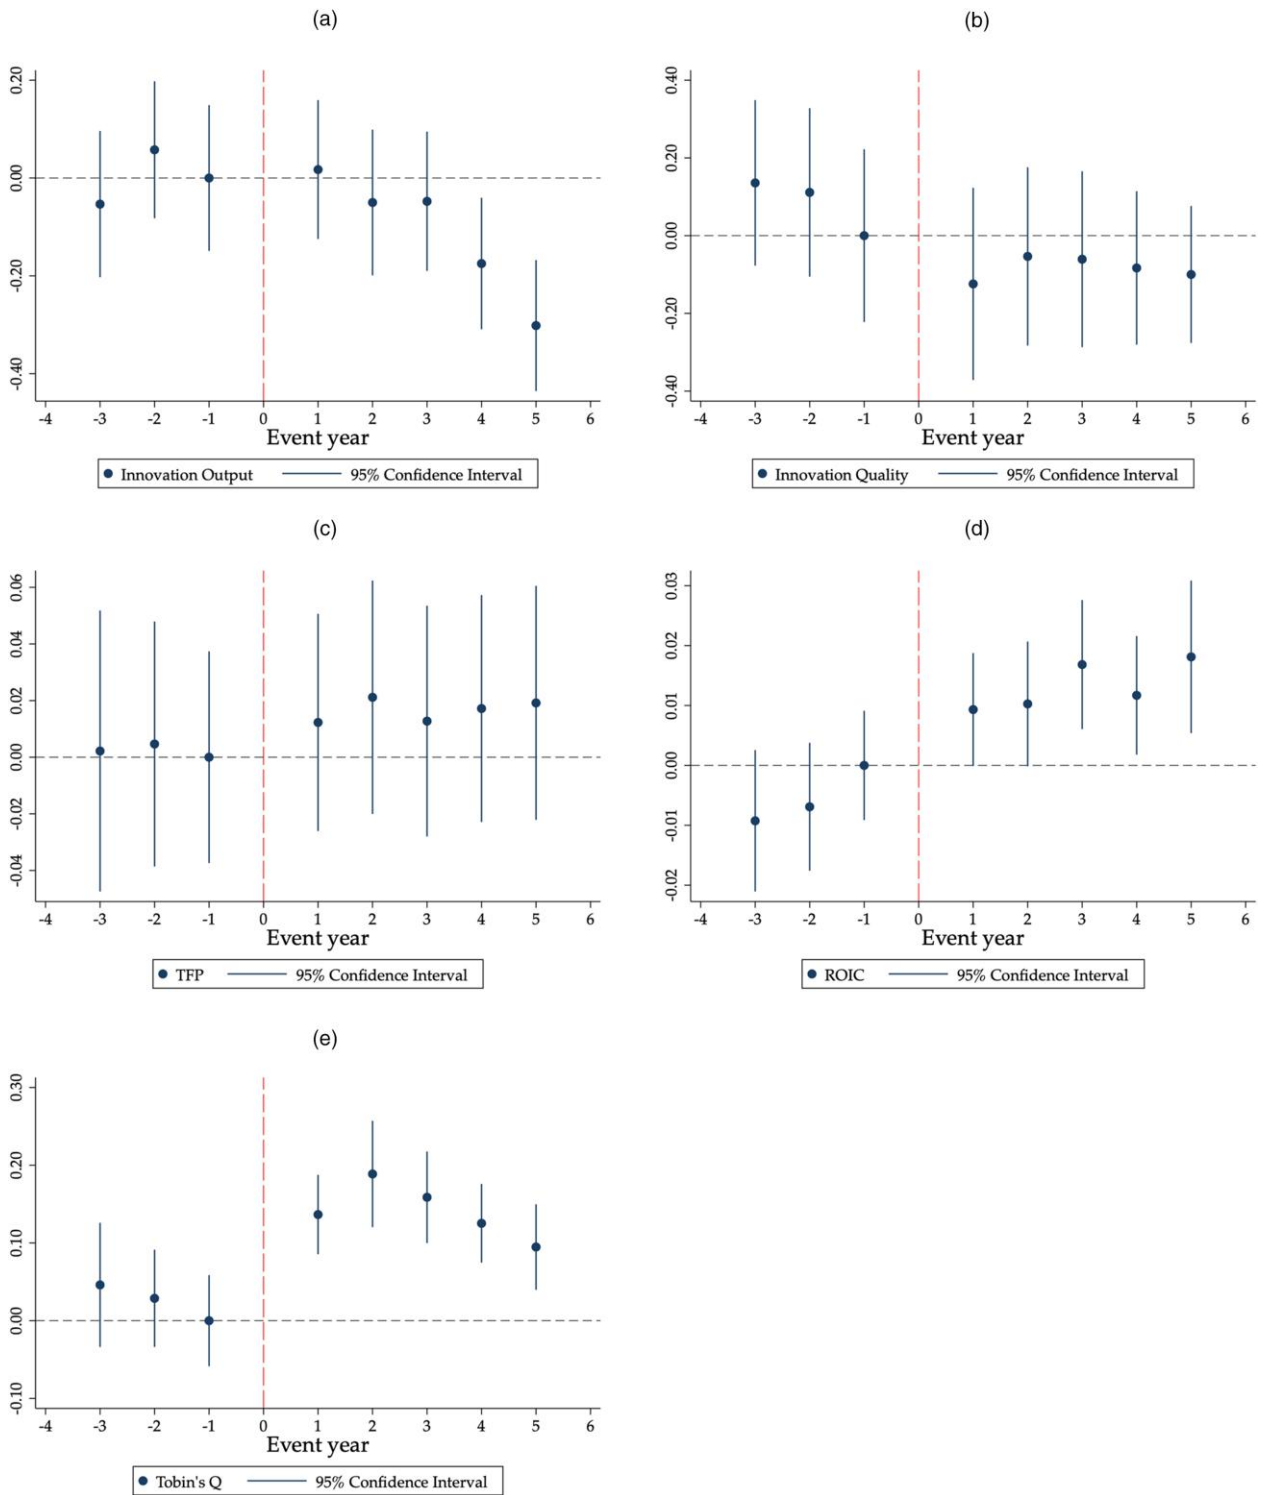 (a)
0.20
0.00
-0.20
-0.40
-4 -3 -2 -1 0 1 2 3 4 5 6
Event year
Innovation Output 95% Confidence Interval
(b)
0.40
0.20
0.00
-0.20
-0.40
-4 -3 -2 -1 0 1 2 3 4 5 6
Event year
Innovation Quality 95% Confidence Interval
(c)
0.06
0.04
0.02
0.00
-0.02
-0.04
-4 -3 -2 -1 0 1 2 3 4 5 6
Event year
TFP 95% Confidence Interval
(d)
0.03
0.02
0.01
0.00
-0.01
-0.02
-4 -3 -2 -1 0 1 2 3 4 5 6
Event year
ROIC 95% Confidence Interval
(e)
0.30
0.20
0.10
0.00
-0.10
-4 -3 -2 -1 0 1 2 3 4 5 6
Event year
Tobin's Q 95% Confidence Interval